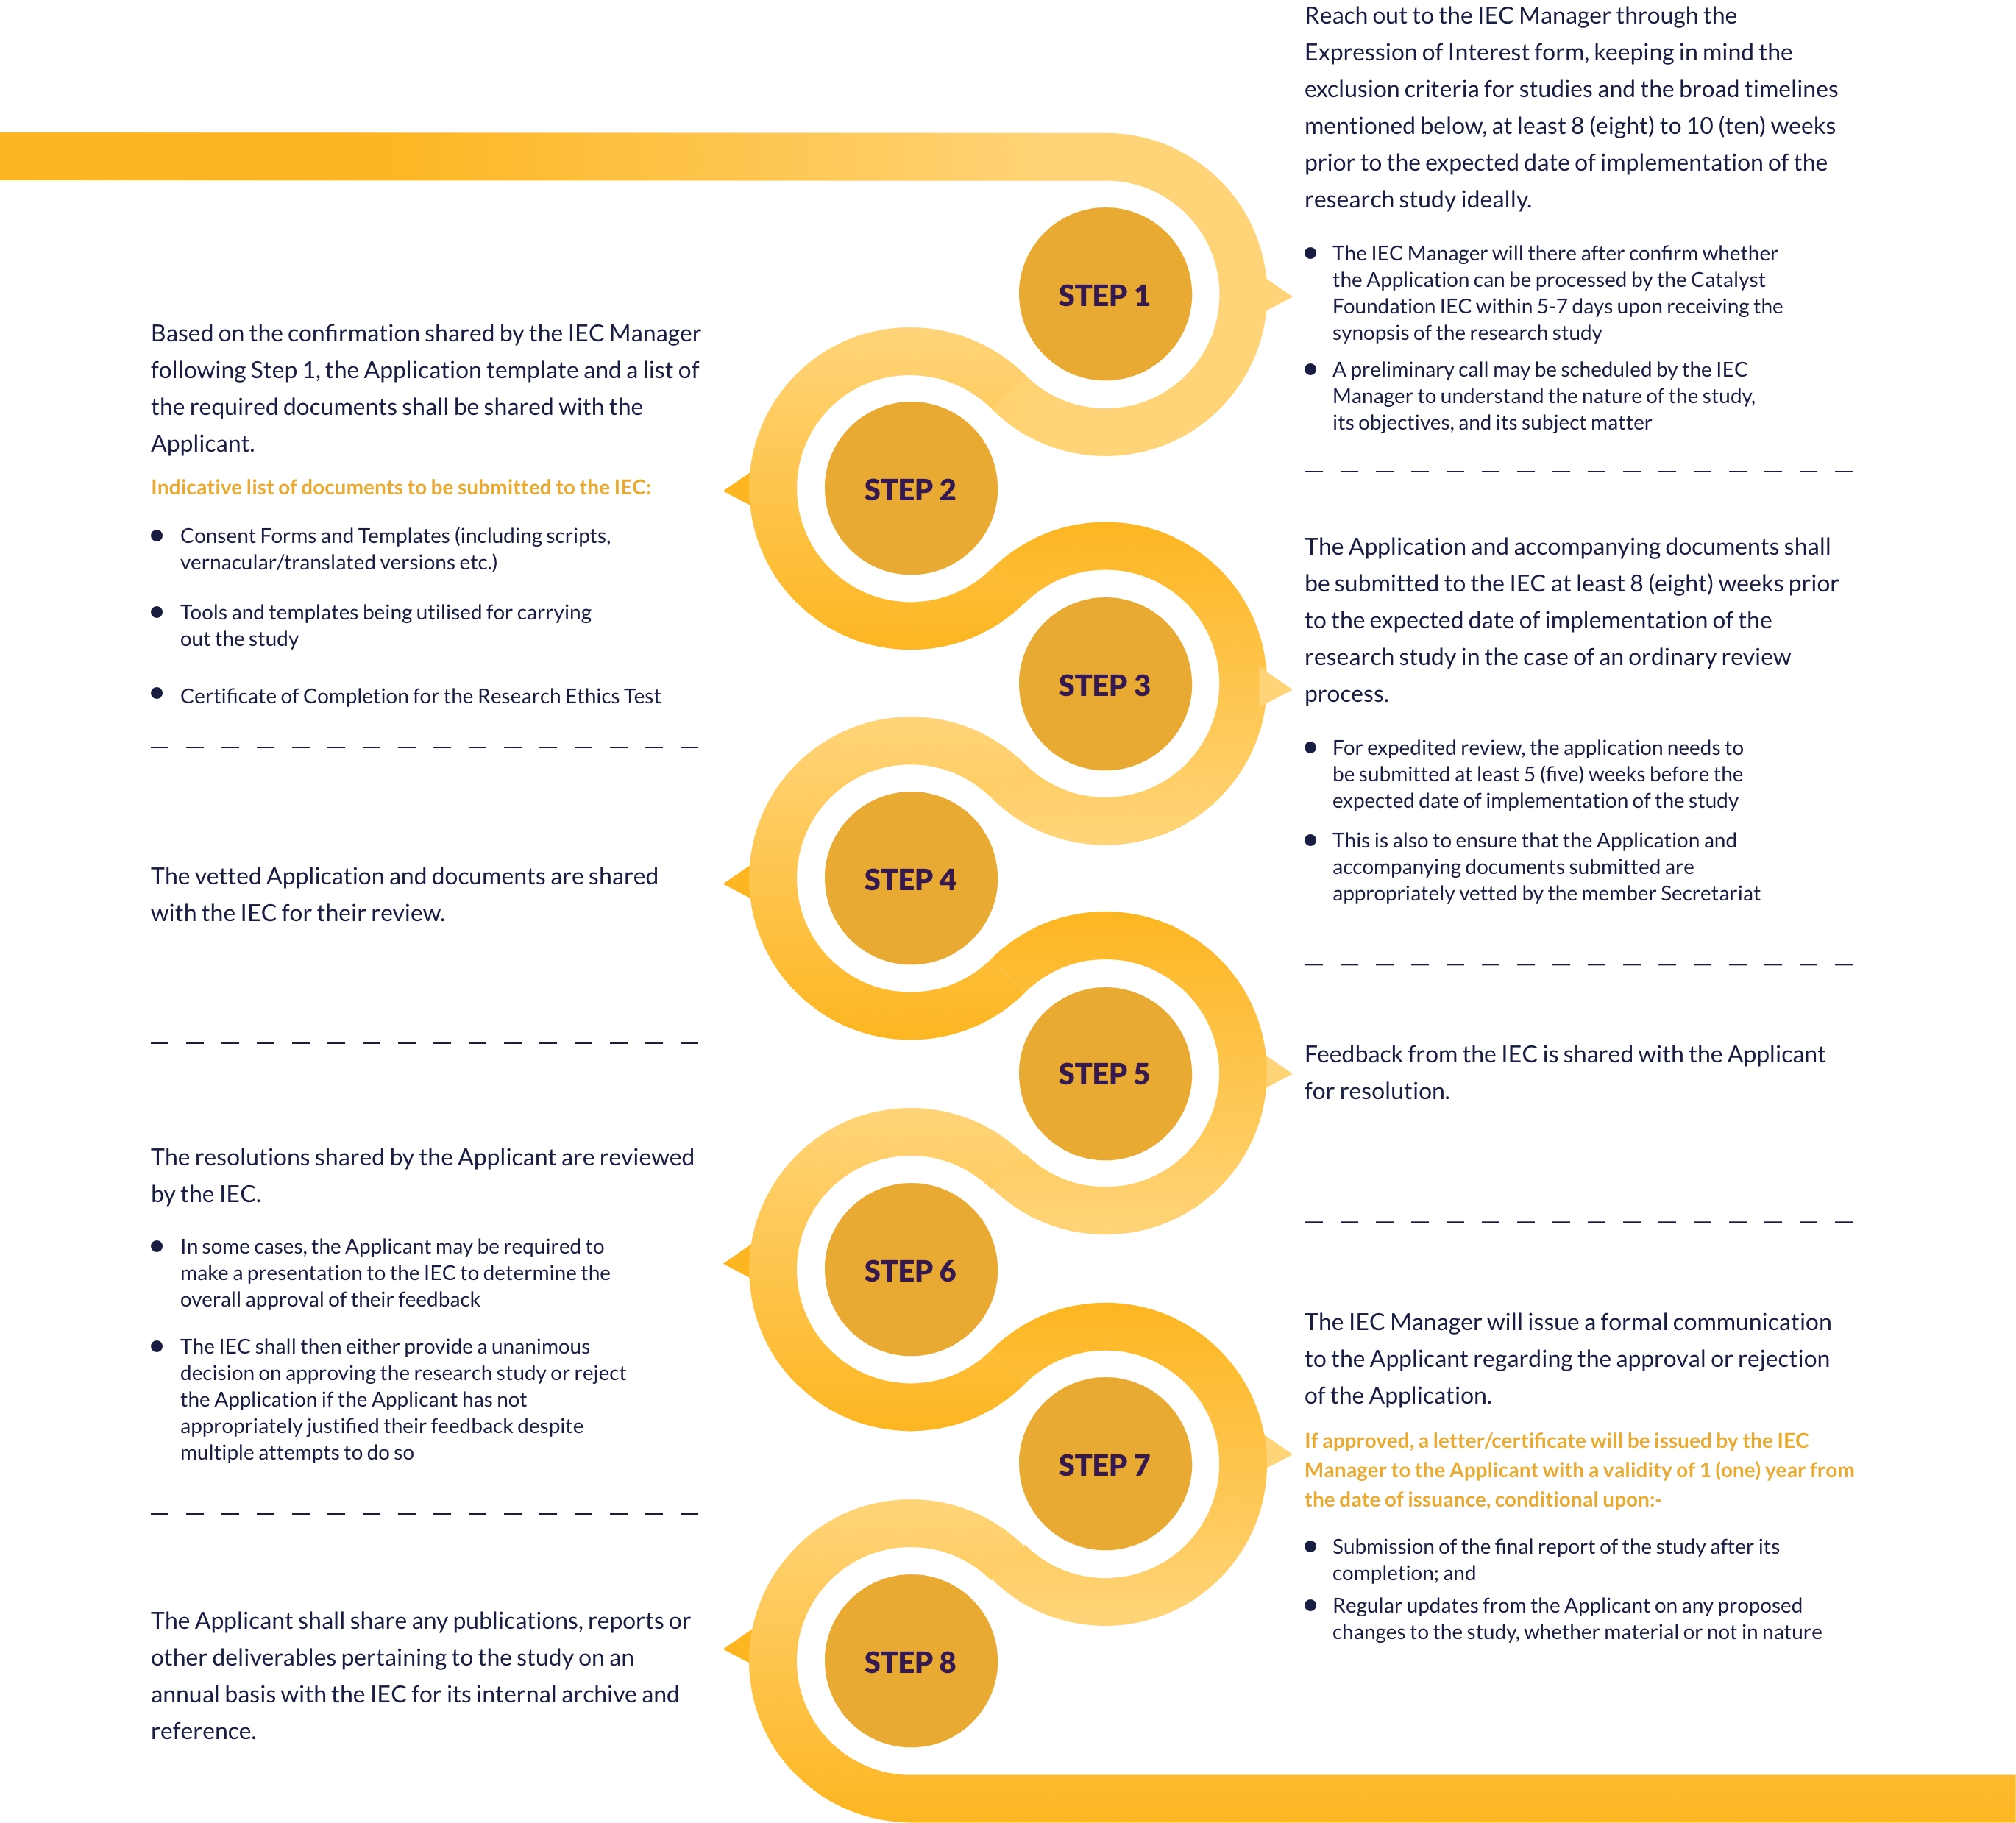 Reach out to the IEC Manager through the
Expression of Interest form, keeping in mind the
exclusion criteria for studies and the broad timelines
mentioned below, at least 8 (eight) to 10 (ten) weeks
prior to the expected date of implementation of the
research study ideally.
The IEC Manager will there after confirm whether
the Application can be processed by the Catalyst
Foundation IEC within 5-7 days upon receiving the
synopsis of the research study
A preliminary call may be scheduled by the IEC
Manager to understand the nature of the study,
its objectives, and its subject matter
STEP 1
Based on the confirmation shared by the IEC Manager
following Step 1, the Application template and a list of
the required documents shall be shared with the
Applicant.
Indicative list of documents to be submitted to the IEC:
Consent Forms and Templates (including scripts,
vernacular/translated versions etc.)
Tools and templates being utilised for carrying
out the study
Certificate of Completion for the Research Ethics Test
STEP 2
The Application and accompanying documents shall
be submitted to the IEC at least 8 (eight) weeks prior
to the expected date of implementation of the
research study in the case of an ordinary review
process.
For expedited review, the application needs to
be submitted at least 5 (five) weeks before the
expected date of implementation of the study
This is also to ensure that the Application and
accompanying documents submitted are
appropriately vetted by the member Secretariat
STEP 3
The vetted Application and documents are shared
with the IEC for their review.
STEP 4
Feedback from the IEC is shared with the Applicant
for resolution.
STEP 5
The resolutions shared by the Applicant are reviewed
by the IEC.
In some cases, the Applicant may be required to
make a presentation to the IEC to determine the
overall approval of their feedback
The IEC shall then either provide a unanimous
decision on approving the research study or reject
the Application if the Applicant has not
appropriately justified their feedback despite
multiple attempts to do so
STEP 6
The IEC Manager will issue a formal communication
to the Applicant regarding the approval or rejection
of the Application.
If approved, a letter/certificate will be issued by the IEC
Manager to the Applicant with a validity of 1 (one) year from
the date of issuance, conditional upon:-
Submission of the final report of the study after its
completion; and
Regular updates from the Applicant on any proposed
changes to the study, whether material or not in nature
STEP 7
The Applicant shall share any publications, reports or
other deliverables pertaining to the study on an
annual basis with the IEC for its internal archive and
reference.
STEP 8